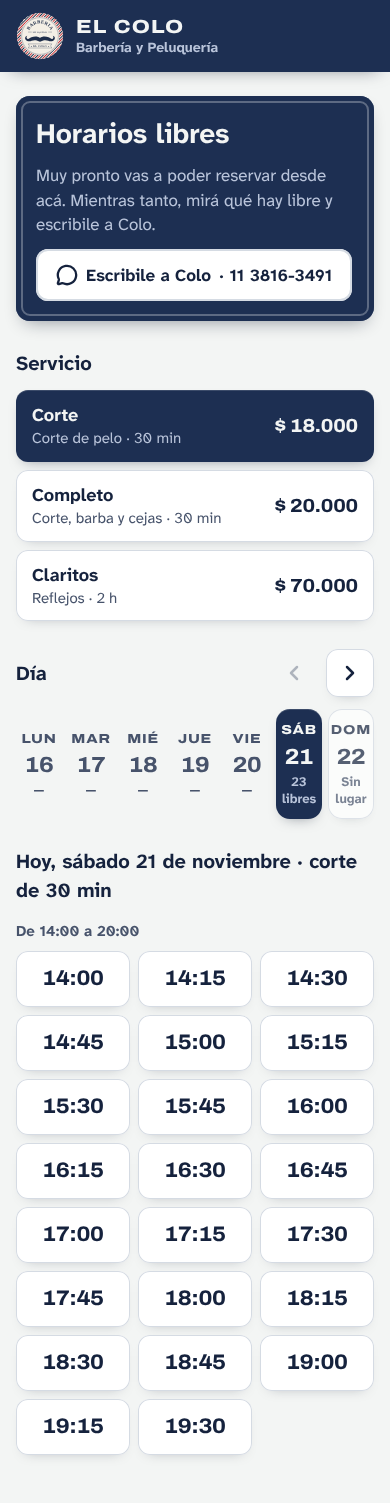 BARBERÍA
EL COLO
Barbería y Peluquería
Horarios libres
Muy pronto vas a poder reservar desde
acá. Mientras tanto, mirá qué hay libre y
escribile a Colo.
Escribile a Colo · 11 3816-3491
Servicio
Corte
Corte de pelo · 30 min
$ 18.000
Completo
Corte, barba y cejas · 30 min
$ 20.000
Claritos
Reflejos · 2 h
$ 70.000
Día
LUN MAR MIÉ JUE VIE SÁB DOM
16 17 18 19 20 21 22
– – – – – 23 libres Sin lugar
Hoy, sábado 21 de noviembre · corte
de 30 min
De 14:00 a 20:00
14:00 14:15 14:30
14:45 15:00 15:15
15:30 15:45 16:00
16:15 16:30 16:45
17:00 17:15 17:30
17:45 18:00 18:15
18:30 18:45 19:00
19:15 19:30